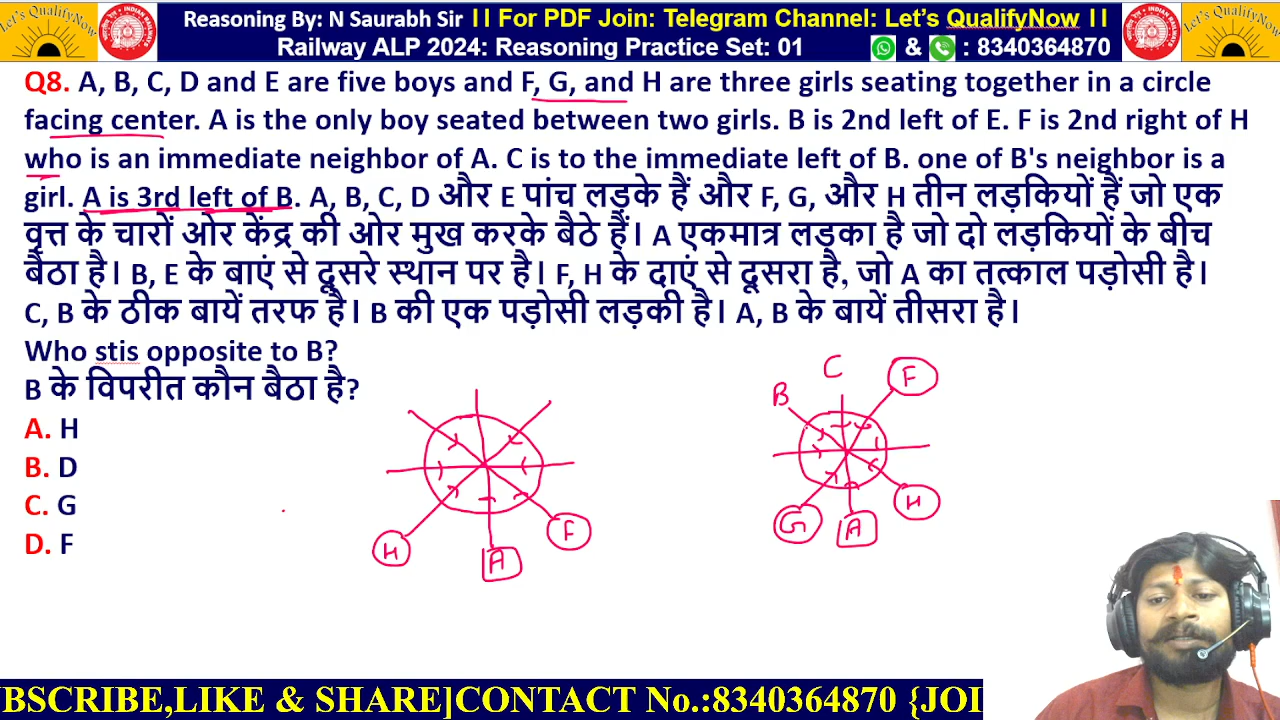 Let's QualifyNow
Reasoning By: N Saurabh Sir II For PDF Join: Telegram Channel: Let's QualifyNow II
Let's QualifyNow
Railway ALP 2024: Reasoning Practice Set: 01 & : 8340364870
Q8. A, B, C, D and E are five boys and F, G, and H are three girls seating together in a circle
facing center. A is the only boy seated between two girls. B is 2nd left of E. F is 2nd right of H
who is an immediate neighbor of A. C is to the immediate left of B. one of B's neighbor is a
girl. A is 3rd left of B. A, B, C, D और E पांच लड़के हैं और F, G, और H तीन लड़कियों हैं जो एक
वृत्त के चारों ओर केंद्र की ओर मुख करके बैठे हैं। A एकमात्र लड़का है जो दो लड़कियों के बीच
बैठा है। B, E के बाएं से दूसरे स्थान पर है। F, H के दाएं से दूसरा है, जो A का तत्काल पड़ोसी है।
C, B के ठीक बायें तरफ है। B की एक पड़ोसी लड़की है। A, B के बायें तीसरा है।
Who stis opposite to B?
B के विपरीत कौन बैठा है?
A. H
B. D
C. G
D. F
H
A
F
C
F
B
G
A
H
UBSCRIBE,LIKE & SHARE]CONTACT No.:8340364870 {JOI